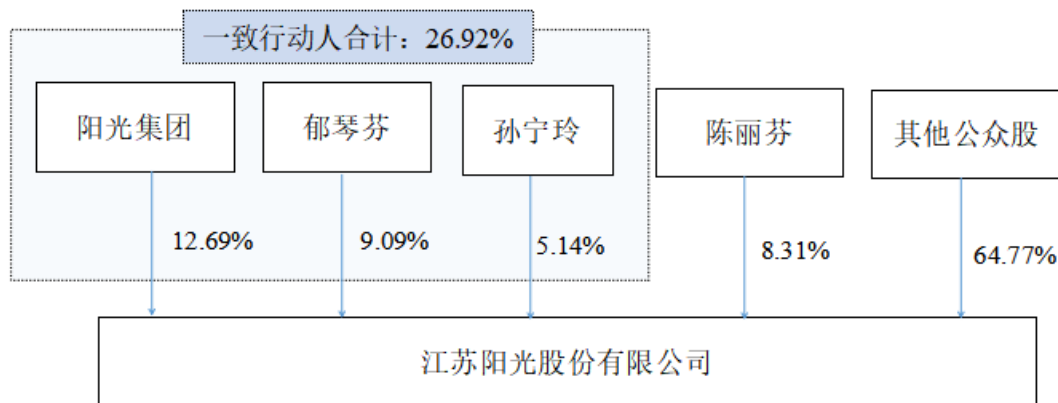 一致行动人合计：26.92%
阳光集团
郁琴芬
孙宁玲
陈丽芬
其他公众股
12.69%
9.09%
5.14%
8.31%
64.77%
江苏阳光股份有限公司